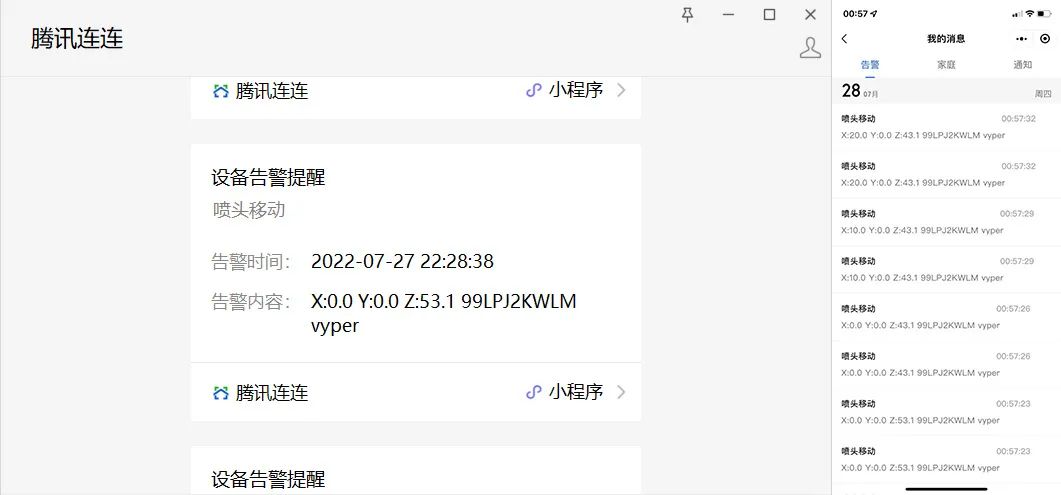 腾讯连连
腾讯连连 小程序
设备告警提醒
喷头移动
告警时间： 2022-07-27 22:28:38
告警内容： X:0.0 Y:0.0 Z:53.1 99LPJ2KWLM
vyper
腾讯连连 小程序
设备告警提醒
00:57
我的消息
告警 家庭 通知
28 07月 周四
喷头移动 00:57:32
X:20.0 Y:0.0 Z:43.1 99LPJ2KWLM vyper
喷头移动 00:57:32
X:20.0 Y:0.0 Z:43.1 99LPJ2KWLM vyper
喷头移动 00:57:29
X:10.0 Y:0.0 Z:43.1 99LPJ2KWLM vyper
喷头移动 00:57:29
X:10.0 Y:0.0 Z:43.1 99LPJ2KWLM vyper
喷头移动 00:57:26
X:0.0 Y:0.0 Z:43.1 99LPJ2KWLM vyper
喷头移动 00:57:26
X:0.0 Y:0.0 Z:43.1 99LPJ2KWLM vyper
喷头移动 00:57:23
X:0.0 Y:0.0 Z:53.1 99LPJ2KWLM vyper
喷头移动 00:57:23
X:0.0 Y:0.0 Z:53.1 99LPJ2KWLM vyper